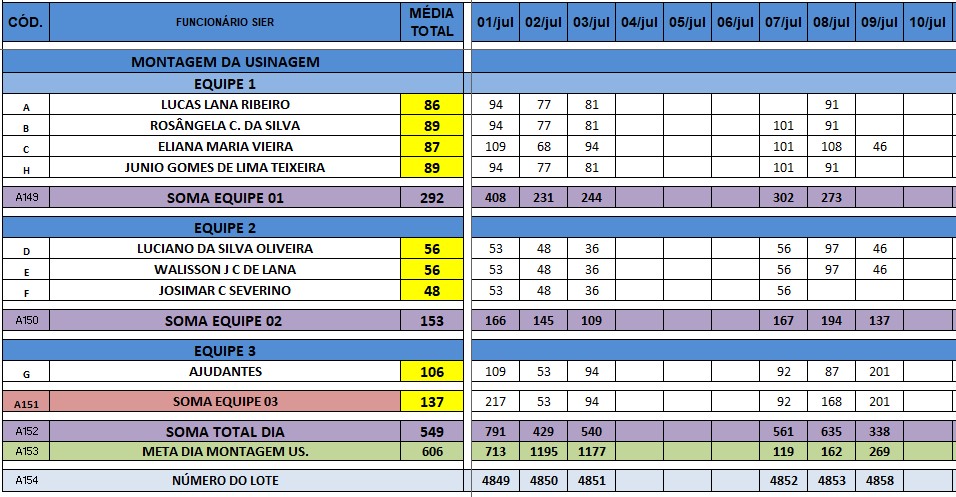 CÓD. FUNCIONÁRIO SIER MÉDIA TOTAL 01/jul 02/jul 03/jul 04/jul 05/jul 06/jul 07/jul 08/jul 09/jul 10/jul
MONTAGEM DA USINAGEM
EQUIPE 1
A LUCAS LANA RIBEIRO 86 94 77 81 91
B ROSÂNGELA C. DA SILVA 89 94 77 81 101 91
C ELIANA MARIA VIEIRA 87 109 68 94 101 108 46
H JUNIO GOMES DE LIMA TEIXEIRA 89 94 77 81 101 91
A149 SOMA EQUIPE 01 292 408 231 244 302 273
EQUIPE 2
D LUCIANO DA SILVA OLIVEIRA 56 53 48 36 56 97 46
E WALISSON J C DE LANA 56 53 48 36 56 97 46
F JOSIMAR C SEVERINO 48 53 48 36 56
A150 SOMA EQUIPE 02 153 166 145 109 167 194 137
EQUIPE 3
G AJUDANTES 106 109 53 94 92 87 201
A151 SOMA EQUIPE 03 137 217 53 94 92 168 201
A152 SOMA TOTAL DIA 549 791 429 540 561 635 338
A153 META DIA MONTAGEM US. 606 713 1195 1177 119 162 269
A154 NÚMERO DO LOTE 4849 4850 4851 4852 4853 4858